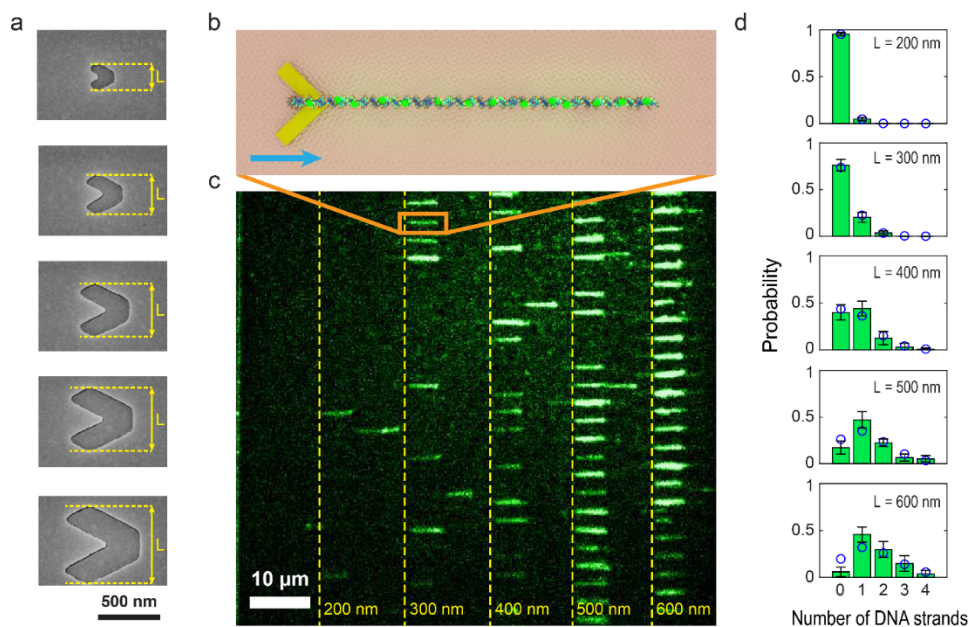 a
L
L
L
L
L
500 nm
b
c
10 µm
200 nm
300 nm
400 nm
500 nm
600 nm
d
Probability
L = 200 nm
1
0.5
0
L = 300 nm
1
0.5
0
L = 400 nm
1
0.5
0
L = 500 nm
1
0.5
0
L = 600 nm
1
0.5
0
0 1 2 3 4
Number of DNA strands